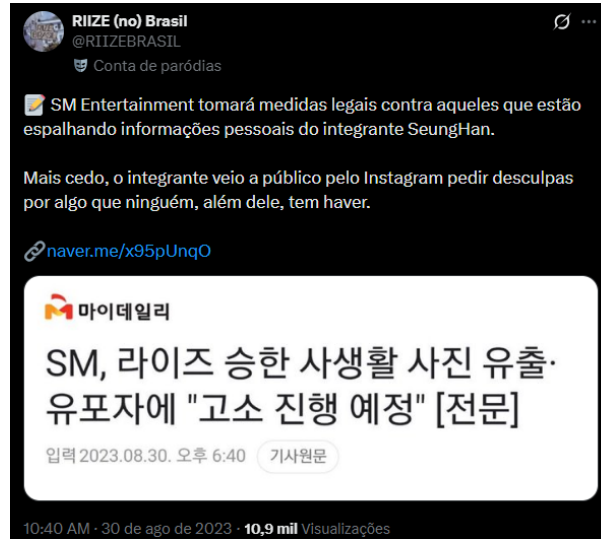 RIIZE (no) Brasil
@RIIZEBRASIL
Conta de paródias
SM Entertainment tomará medidas legais contra aqueles que estão
espalhando informações pessoais do integrante SeungHan.
Mais cedo, o integrante veio a público pelo Instagram pedir desculpas
por algo que ninguém, além dele, tem haver.
naver.me/x95pUnqO
마이데일리
SM, 라이즈 승한 사생활 사진 유출·
유포자에 "고소 진행 예정" [전문]
입력 2023.08.30. 오후 6:40 기사원문
10:40 AM · 30 de ago de 2023 · 10,9 mil Visualizações